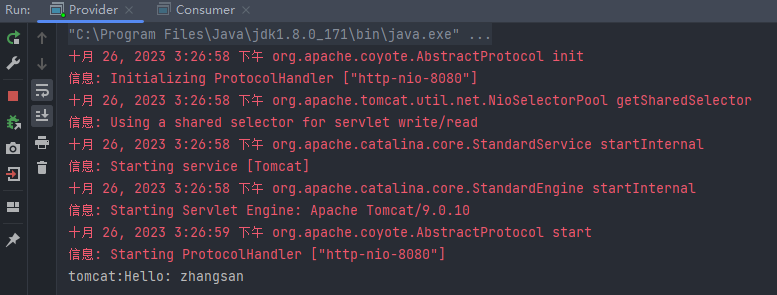 Run: Provider Consumer
"C:\Program Files\Java\jdk1.8.0_171\bin\java.exe" ...
十月 26, 2023 3:26:58 下午 org.apache.coyote.AbstractProtocol init
信息: Initializing ProtocolHandler ["http-nio-8080"]
十月 26, 2023 3:26:58 下午 org.apache.tomcat.util.net.NioSelectorPool getSharedSelector
信息: Using a shared selector for servlet write/read
十月 26, 2023 3:26:58 下午 org.apache.catalina.core.StandardService startInternal
信息: Starting service [Tomcat]
十月 26, 2023 3:26:58 下午 org.apache.catalina.core.StandardEngine startInternal
信息: Starting Servlet Engine: Apache Tomcat/9.0.10
十月 26, 2023 3:26:59 下午 org.apache.coyote.AbstractProtocol start
信息: Starting ProtocolHandler ["http-nio-8080"]
tomcat:Hello: zhangsan